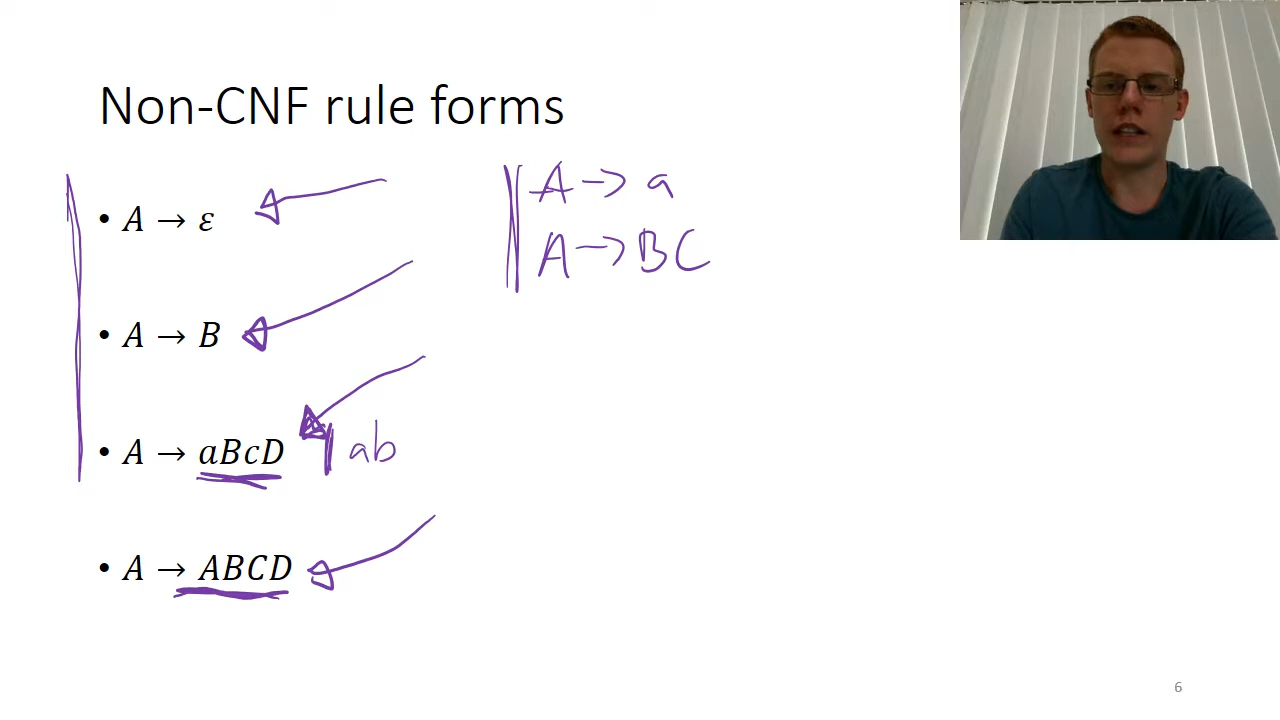 Non-CNF rule forms
• A → ε
• A → B
• A → aBcD | ab
• A → ABCD
A → a
A → BC
6